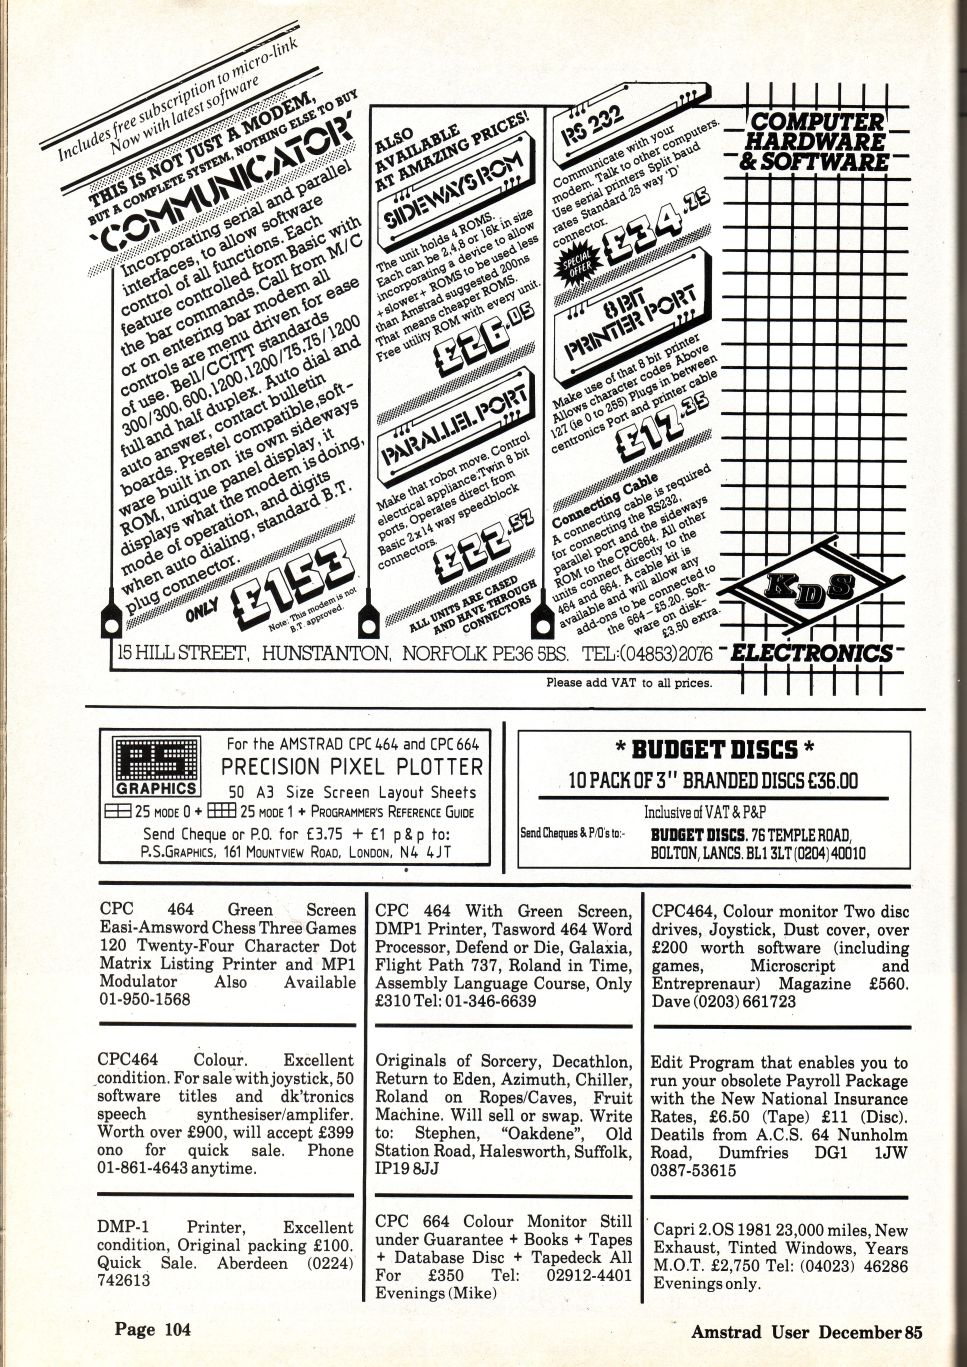 Includes free subscription to micro-link
Now with latest software
THIS IS NOT JUST A MODEM,
BUT A COMPLETE SYSTEM, NOTHING ELSE TO BUY
'COMMUNICATOR'
Incorporating serial and parallel
interfaces, to allow software
control of all functions. Each
feature controlled from Basic with
the bar commands. Call from M/C
or on entering bar modem all
controls are menu driven for ease
of use. Bell/CCITT standards
300/300, 600, 1200, 1200/75, 75/1200
full and half duplex. Auto dial and
auto answer, contact bulletin
boards. Prestel compatible, soft-
ware built in on its own sideways
ROM, unique panel display, it
displays what the modem is doing,
mode of operation, and digits
when auto dialing, standard B.T.
plug connector.
ONLY £153
Note: This modem is not
B.T. approved.
ALSO
AVAILABLE
AT AMAZING PRICES!
SIDEWAYS ROM
The unit holds 4 ROMS.
Each can be 2,4,8 or 16k in size
incorporating a device to allow
+slower+ ROMS to be used less
than Amstrad suggested 200ns
That means cheaper ROMS.
Free utility ROM with every unit.
£26.05
PARALLEL PORT
Make that robot move. Control
electrical appliance: Twin 8 bit
ports. Operates direct from
Basic 2x14 way speedblock
connectors.
£22.57
ALL UNITS ARE CASED
AND HAVE THROUGH
CONNECTORS
RS 232
Communicate with your
modem. Talk to other computers.
Use serial printers Split baud
rates Standard 25 way 'D'
connector.
SPECIAL
OFFER
£34.75
8 BIT
PRINTER PORT
Make use of that 8 bit printer
Allows character codes Above
127 (ie 0 to 255) Plugs in between
centronics Port and printer cable
£17.35
Connecting Cable
A connecting cable is required
for connecting the RS232,
parallel port and the sideways
ROM to the CPC664. All other
units connect directly to the
464 and 664. A cable kit is
available and will allow any
add-ons to be connected to
the 664 – £5.20. Soft-
ware on disk –
£3.50 extra.
COMPUTER
HARDWARE
& SOFTWARE
KDS
ELECTRONICS
15 HILL STREET, HUNSTANTON, NORFOLK PE36 5BS. TEL:(04853)2076
Please add VAT to all prices.
PS
GRAPHICS
For the AMSTRAD CPC 464 and CPC 664
PRECISION PIXEL PLOTTER
50 A3 Size Screen Layout Sheets
25 MODE 0 + 25 MODE 1 + PROGRAMMER'S REFERENCE GUIDE
Send Cheque or P.O. for £3.75 + £1 p&p to:
P.S.GRAPHICS, 161 MOUNTVIEW ROAD, LONDON, N4 4JT
* BUDGET DISCS *
10 PACK OF 3" BRANDED DISCS £36.00
Inclusive of VAT & P&P
Send Cheques & P/O's to:-
BUDGET DISCS. 76 TEMPLE ROAD,
BOLTON, LANCS. BL1 3LT (0204) 40010
CPC 464 Green Screen
Easi-Amsword Chess Three Games
120 Twenty-Four Character Dot
Matrix Listing Printer and MP1
Modulator Also Available
01-950-1568
CPC464 Colour. Excellent
condition. For sale with joystick, 50
software titles and dk'tronics
speech synthesiser/amplifer.
Worth over £900, will accept £399
ono for quick sale. Phone
01-861-4643 anytime.
DMP-1 Printer, Excellent
condition, Original packing £100.
Quick Sale. Aberdeen (0224)
742613
CPC 464 With Green Screen,
DMP1 Printer, Tasword 464 Word
Processor, Defend or Die, Galaxia,
Flight Path 737, Roland in Time,
Assembly Language Course, Only
£310 Tel: 01-346-6639
Originals of Sorcery, Decathlon,
Return to Eden, Azimuth, Chiller,
Roland on Ropes/Caves, Fruit
Machine. Will sell or swap. Write
to: Stephen, "Oakdene", Old
Station Road, Halesworth, Suffolk,
IP19 8JJ
CPC 664 Colour Monitor Still
under Guarantee + Books + Tapes
+ Database Disc + Tapedeck All
For £350 Tel: 02912-4401
Evenings (Mike)
CPC464, Colour monitor Two disc
drives, Joystick, Dust cover, over
£200 worth software (including
games, Microscript and
Entreprenaur) Magazine £560.
Dave (0203) 661723
Edit Program that enables you to
run your obsolete Payroll Package
with the New National Insurance
Rates, £6.50 (Tape) £11 (Disc).
Deatils from A.C.S. 64 Nunholm
Road, Dumfries DG1 1JW
0387-53615
Capri 2.OS 1981 23,000 miles, New
Exhaust, Tinted Windows, Years
M.O.T. £2,750 Tel: (04023) 46286
Evenings only.
Page 104
Amstrad User December 85